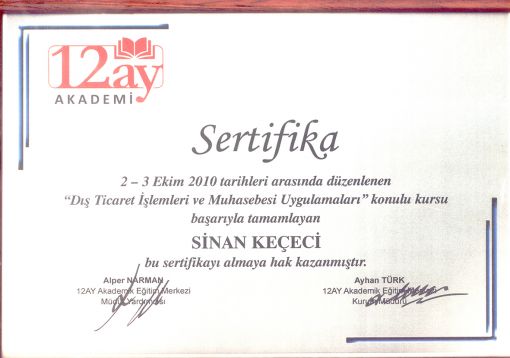 12ay
AKADEMİ
Sertifika
2 – 3 Ekim 2010 tarihleri arasında düzenlenen
“Dış Ticaret İşlemleri ve Muhasebesi Uygulamaları” konulu kursu
başarıyla tamamlayan
SİNAN KEÇECİ
bu sertifikayı almaya hak kazanmıştır.
Alper NARMAN
12AY Akademik Eğitim Merkezi
Müdür Yardımcısı
Ayhan TÜRK
12AY Akademik Eğitim Merkezi
Kurum Müdürü